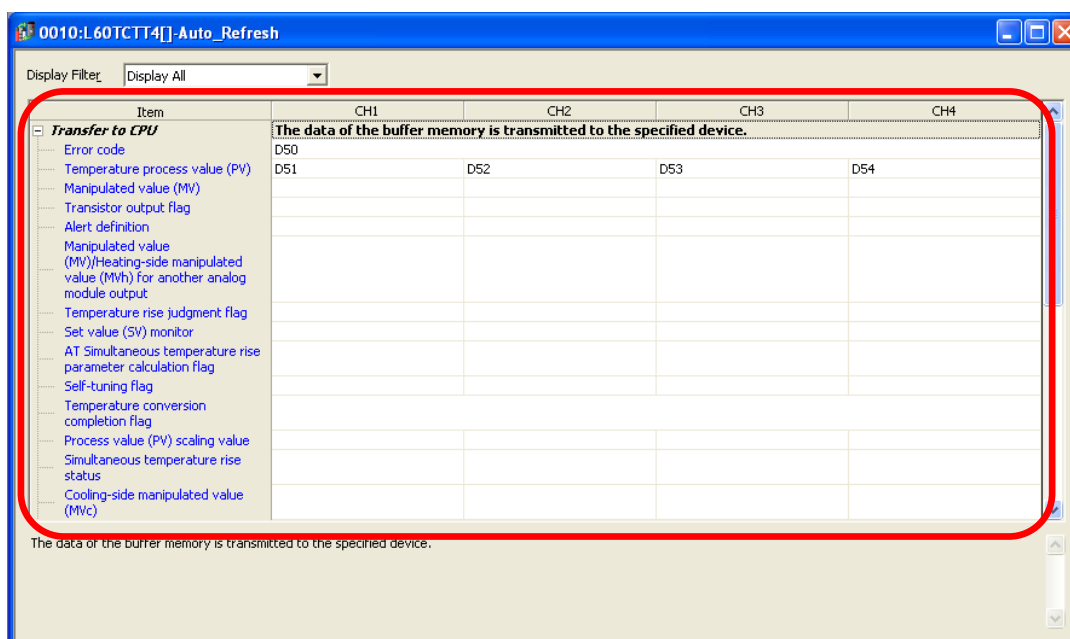 0010:L60TCTT4[]-Auto_Refresh
Display Filter Display All
Item CH1 CH2 CH3 CH4
Transfer to CPU The data of the buffer memory is transmitted to the specified device.
Error code D50
Temperature process value (PV) D51 D52 D53 D54
Manipulated value (MV)
Transistor output flag
Alert definition
Manipulated value
(MV)/Heating-side manipulated
value (MVh) for another analog
module output
Temperature rise judgment flag
Set value (SV) monitor
AT Simultaneous temperature rise
parameter calculation flag
Self-tuning flag
Temperature conversion
completion flag
Process value (PV) scaling value
Simultaneous temperature rise
status
Cooling-side manipulated value
(MVc)
The data of the buffer memory is transmitted to the specified device.